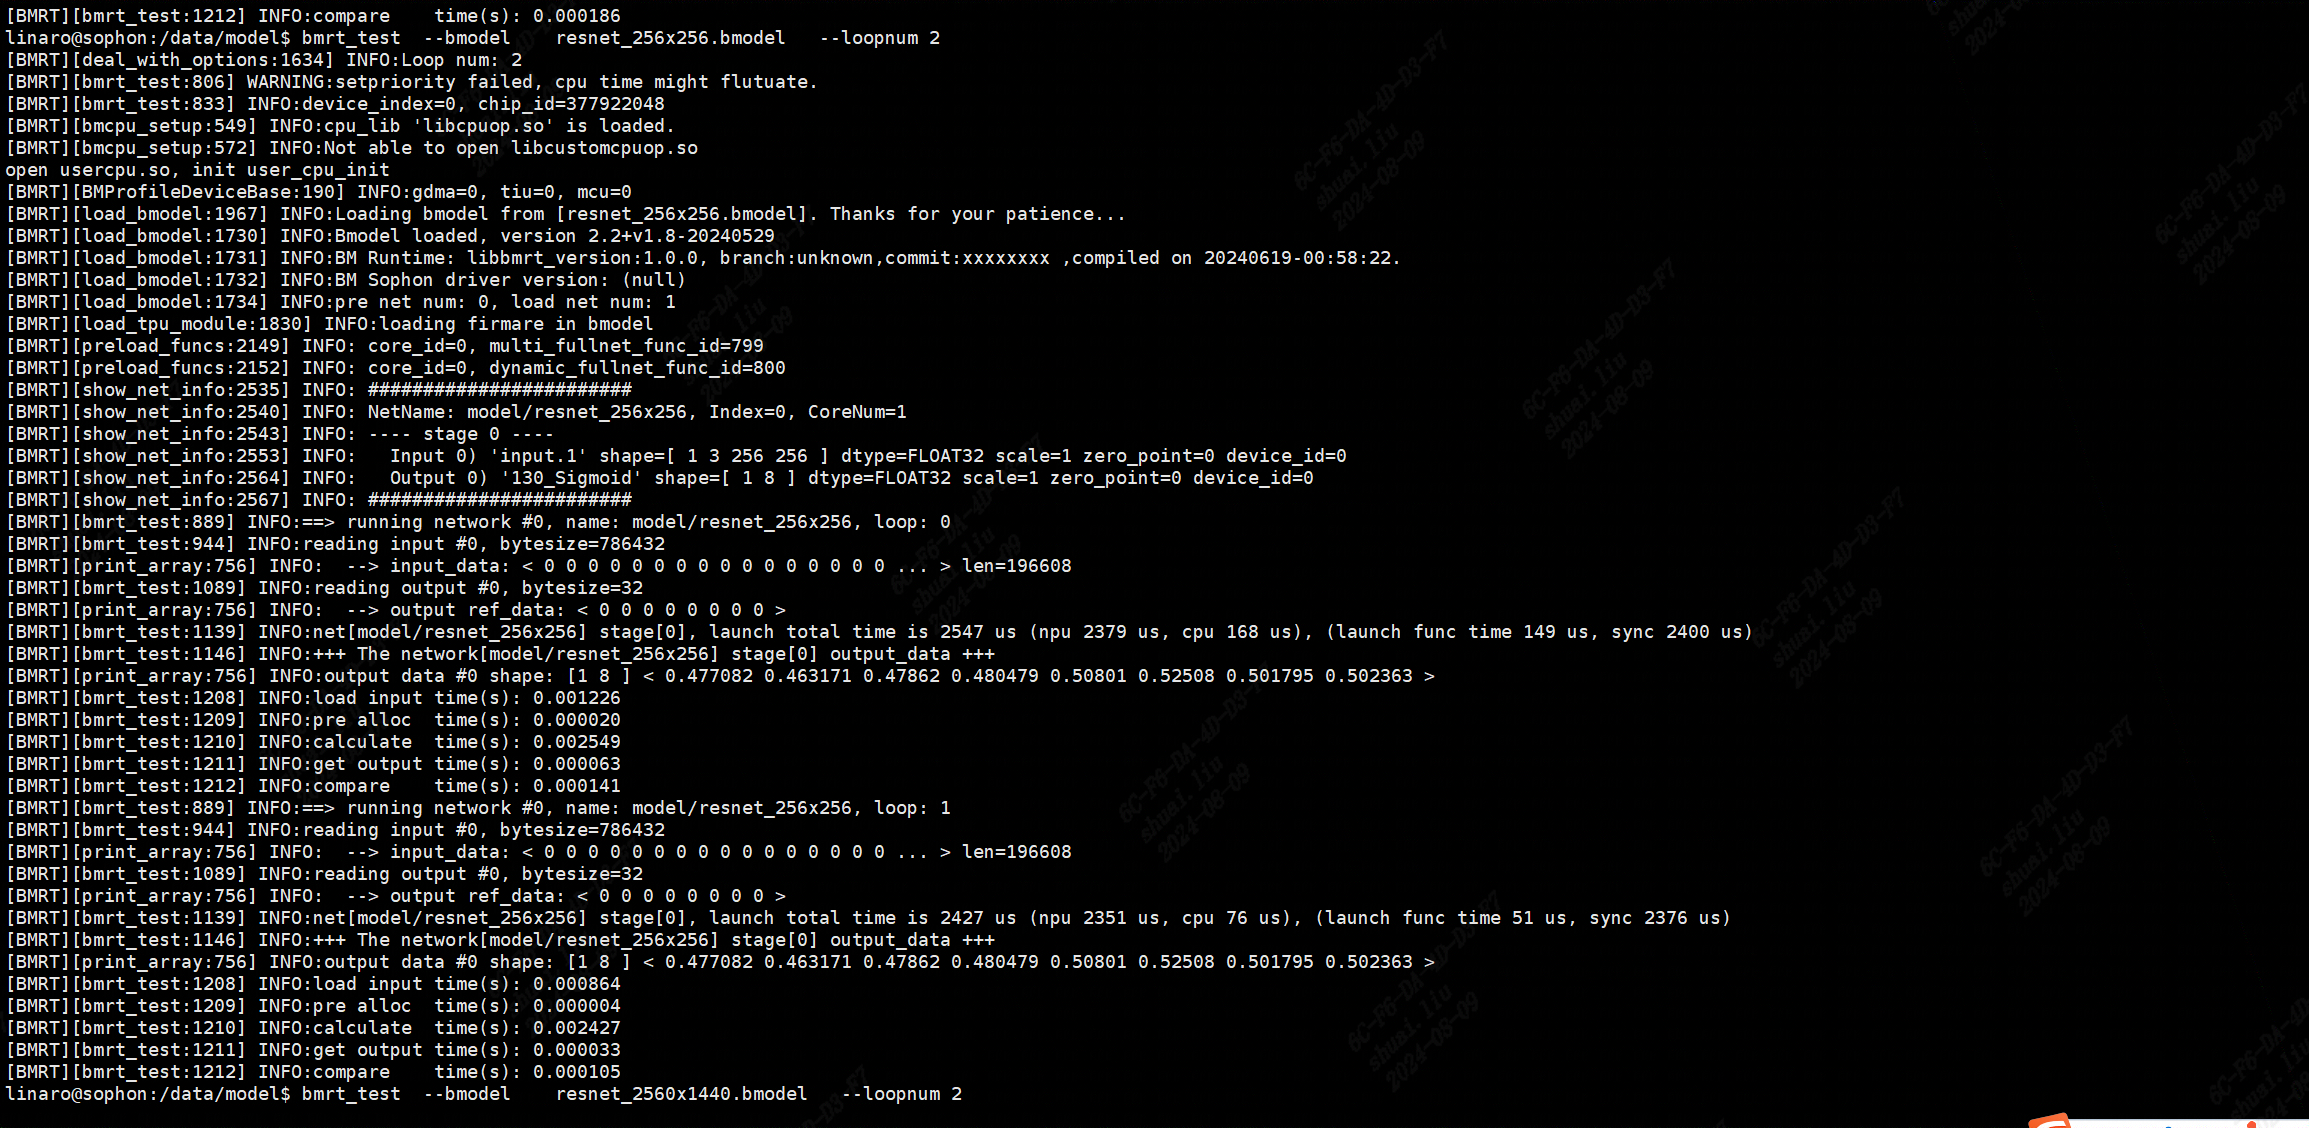 [BMRT][bmrt_test:1212] INFO:compare    time(s): 0.000186
linaro@sophon:/data/model$ bmrt_test  --bmodel    resnet_256x256.bmodel   --loopnum 2
[BMRT][deal_with_options:1634] INFO:Loop num: 2
[BMRT][bmrt_test:806] WARNING:setpriority failed, cpu time might flutuate.
[BMRT][bmrt_test:833] INFO:device_index=0, chip_id=377922048
[BMRT][bmcpu_setup:549] INFO:cpu_lib 'libcpuop.so' is loaded.
[BMRT][bmcpu_setup:572] INFO:Not able to open libcustomcpuop.so
open usercpu.so, init user_cpu_init
[BMRT][BMProfileDeviceBase:190] INFO:gdma=0, tiu=0, mcu=0
[BMRT][load_bmodel:1967] INFO:Loading bmodel from [resnet_256x256.bmodel]. Thanks for your patience...
[BMRT][load_bmodel:1730] INFO:Bmodel loaded, version 2.2+v1.8-20240529
[BMRT][load_bmodel:1731] INFO:BM Runtime: libbmrt_version:1.0.0, branch:unknown,commit:xxxxxxxx ,compiled on 20240619-00:58:22.
[BMRT][load_bmodel:1732] INFO:BM Sophon driver version: (null)
[BMRT][load_bmodel:1734] INFO:pre net num: 0, load net num: 1
[BMRT][load_tpu_module:1830] INFO:loading firmare in bmodel
[BMRT][preload_funcs:2149] INFO: core_id=0, multi_fullnet_func_id=799
[BMRT][preload_funcs:2152] INFO: core_id=0, dynamic_fullnet_func_id=800
[BMRT][show_net_info:2535] INFO: ########################
[BMRT][show_net_info:2540] INFO: NetName: model/resnet_256x256, Index=0, CoreNum=1
[BMRT][show_net_info:2543] INFO: ---- stage 0 ----
[BMRT][show_net_info:2553] INFO:   Input 0) 'input.1' shape=[ 1 3 256 256 ] dtype=FLOAT32 scale=1 zero_point=0 device_id=0
[BMRT][show_net_info:2564] INFO:   Output 0) '130_Sigmoid' shape=[ 1 8 ] dtype=FLOAT32 scale=1 zero_point=0 device_id=0
[BMRT][show_net_info:2567] INFO: ########################
[BMRT][bmrt_test:889] INFO:==> running network #0, name: model/resnet_256x256, loop: 0
[BMRT][bmrt_test:944] INFO:reading input #0, bytesize=786432
[BMRT][print_array:756] INFO:  --> input_data: < 0 0 0 0 0 0 0 0 0 0 0 0 0 0 0 0 ... > len=196608
[BMRT][bmrt_test:1089] INFO:reading output #0, bytesize=32
[BMRT][print_array:756] INFO:  --> output ref_data: < 0 0 0 0 0 0 0 0 >
[BMRT][bmrt_test:1139] INFO:net[model/resnet_256x256] stage[0], launch total time is 2547 us (npu 2379 us, cpu 168 us), (launch func time 149 us, sync 2400 us)
[BMRT][bmrt_test:1146] INFO:+++ The network[model/resnet_256x256] stage[0] output_data +++
[BMRT][print_array:756] INFO:output data #0 shape: [1 8 ] < 0.477082 0.463171 0.47862 0.480479 0.50801 0.52508 0.501795 0.502363 >
[BMRT][bmrt_test:1208] INFO:load input time(s): 0.001226
[BMRT][bmrt_test:1209] INFO:pre alloc  time(s): 0.000020
[BMRT][bmrt_test:1210] INFO:calculate  time(s): 0.002549
[BMRT][bmrt_test:1211] INFO:get output time(s): 0.000063
[BMRT][bmrt_test:1212] INFO:compare    time(s): 0.000141
[BMRT][bmrt_test:889] INFO:==> running network #0, name: model/resnet_256x256, loop: 1
[BMRT][bmrt_test:944] INFO:reading input #0, bytesize=786432
[BMRT][print_array:756] INFO:  --> input_data: < 0 0 0 0 0 0 0 0 0 0 0 0 0 0 0 0 ... > len=196608
[BMRT][bmrt_test:1089] INFO:reading output #0, bytesize=32
[BMRT][print_array:756] INFO:  --> output ref_data: < 0 0 0 0 0 0 0 0 >
[BMRT][bmrt_test:1139] INFO:net[model/resnet_256x256] stage[0], launch total time is 2427 us (npu 2351 us, cpu 76 us), (launch func time 51 us, sync 2376 us)
[BMRT][bmrt_test:1146] INFO:+++ The network[model/resnet_256x256] stage[0] output_data +++
[BMRT][print_array:756] INFO:output data #0 shape: [1 8 ] < 0.477082 0.463171 0.47862 0.480479 0.50801 0.52508 0.501795 0.502363 >
[BMRT][bmrt_test:1208] INFO:load input time(s): 0.000864
[BMRT][bmrt_test:1209] INFO:pre alloc  time(s): 0.000004
[BMRT][bmrt_test:1210] INFO:calculate  time(s): 0.002427
[BMRT][bmrt_test:1211] INFO:get output time(s): 0.000033
[BMRT][bmrt_test:1212] INFO:compare    time(s): 0.000105
linaro@sophon:/data/model$ bmrt_test  --bmodel    resnet_2560x1440.bmodel   --loopnum 2
6C-F6-DA-4D-D3-F7
shuai.liu
2024-08-09